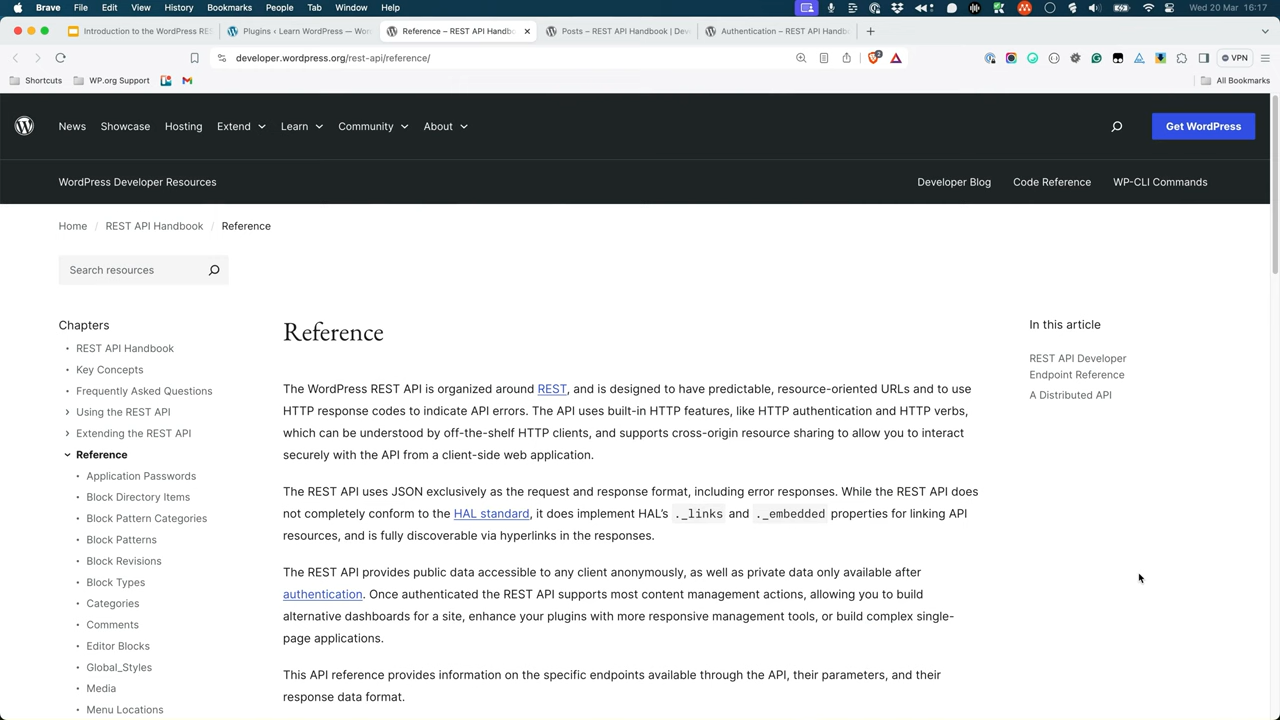 Brave File Edit View History Bookmarks People Tab Window Help Wed 20 Mar 16:17
Introduction to the WordPress RES Plugins ‹ Learn WordPress — Wor Reference – REST API Handb Posts – REST API Handbook | Dev Authentication – REST API Handb
developer.wordpress.org/rest-api/reference/ 2 VPN
Shortcuts WP.org Support All Bookmarks
News Showcase Hosting Extend Learn Community About Get WordPress
WordPress Developer Resources Developer Blog Code Reference WP-CLI Commands
Home / REST API Handbook / Reference
Search resources
Chapters
REST API Handbook
Key Concepts
Frequently Asked Questions
Using the REST API
Extending the REST API
Reference
Application Passwords
Block Directory Items
Block Pattern Categories
Block Patterns
Block Revisions
Block Types
Categories
Comments
Editor Blocks
Global_Styles
Media
Menu Locations
Reference
The WordPress REST API is organized around REST, and is designed to have predictable, resource-oriented URLs and to use
HTTP response codes to indicate API errors. The API uses built-in HTTP features, like HTTP authentication and HTTP verbs,
which can be understood by off-the-shelf HTTP clients, and supports cross-origin resource sharing to allow you to interact
securely with the API from a client-side web application.
The REST API uses JSON exclusively as the request and response format, including error responses. While the REST API does
not completely conform to the HAL standard, it does implement HAL’s ._links and ._embedded properties for linking API
resources, and is fully discoverable via hyperlinks in the responses.
The REST API provides public data accessible to any client anonymously, as well as private data only available after
authentication. Once authenticated the REST API supports most content management actions, allowing you to build
alternative dashboards for a site, enhance your plugins with more responsive management tools, or build complex single-
page applications.
This API reference provides information on the specific endpoints available through the API, their parameters, and their
response data format.
In this article
REST API Developer
Endpoint Reference
A Distributed API